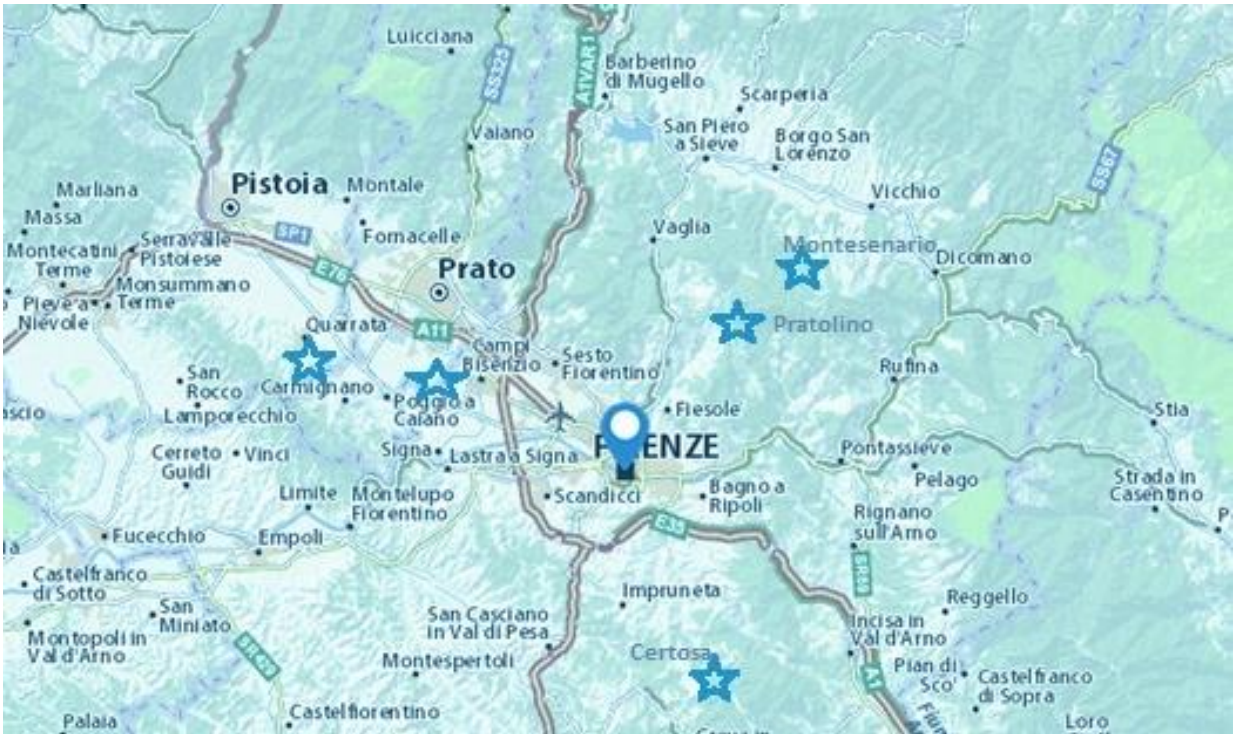 Luicciana
SS325
A1VAR1
Barberino
di Mugello
Scarperia
San Piero
a Sieve
Borgo San
Lorenzo
Vaiano
SS67
Marliana
Pistoia
Montale
Vicchio
Massa
SP1
Fornacelle
Vaglia
Montecatini
Terme
Serravalle
Pistoiese
Montesenario
Dicomano
E76
Prato
Pieve a
Nievole
Monsummano
Terme
Quarrata
A11
Pratolino
Campi
Bisenzio
Sesto
Fiorentino
San
Rocco
Carmignano
Rufina
Lamporecchio
Poggio a
Caiano
Fiesole
Stia
Cerreto
Guidi
Vinci
Signa
Lastra a Signa
Pontassieve
Pelago
Strada in
Casentino
Limite
Montelupo
Fiorentino
Scandicci
Bagno a
Ripoli
Rignano
sull'Arno
Fucecchio
Empoli
E35
Castelfranco
di Sotto
Impruneta
SR69
Reggello
San
Miniato
San Casciano
in Val di Pesa
Incisa in
Val d'Arno
Montopoli in
Val d'Arno
Certosa
Montespertoli
Pian di
Sco'
Castelfranco
di Sopra
A1
Palaia
Castelfiorentino
Loro